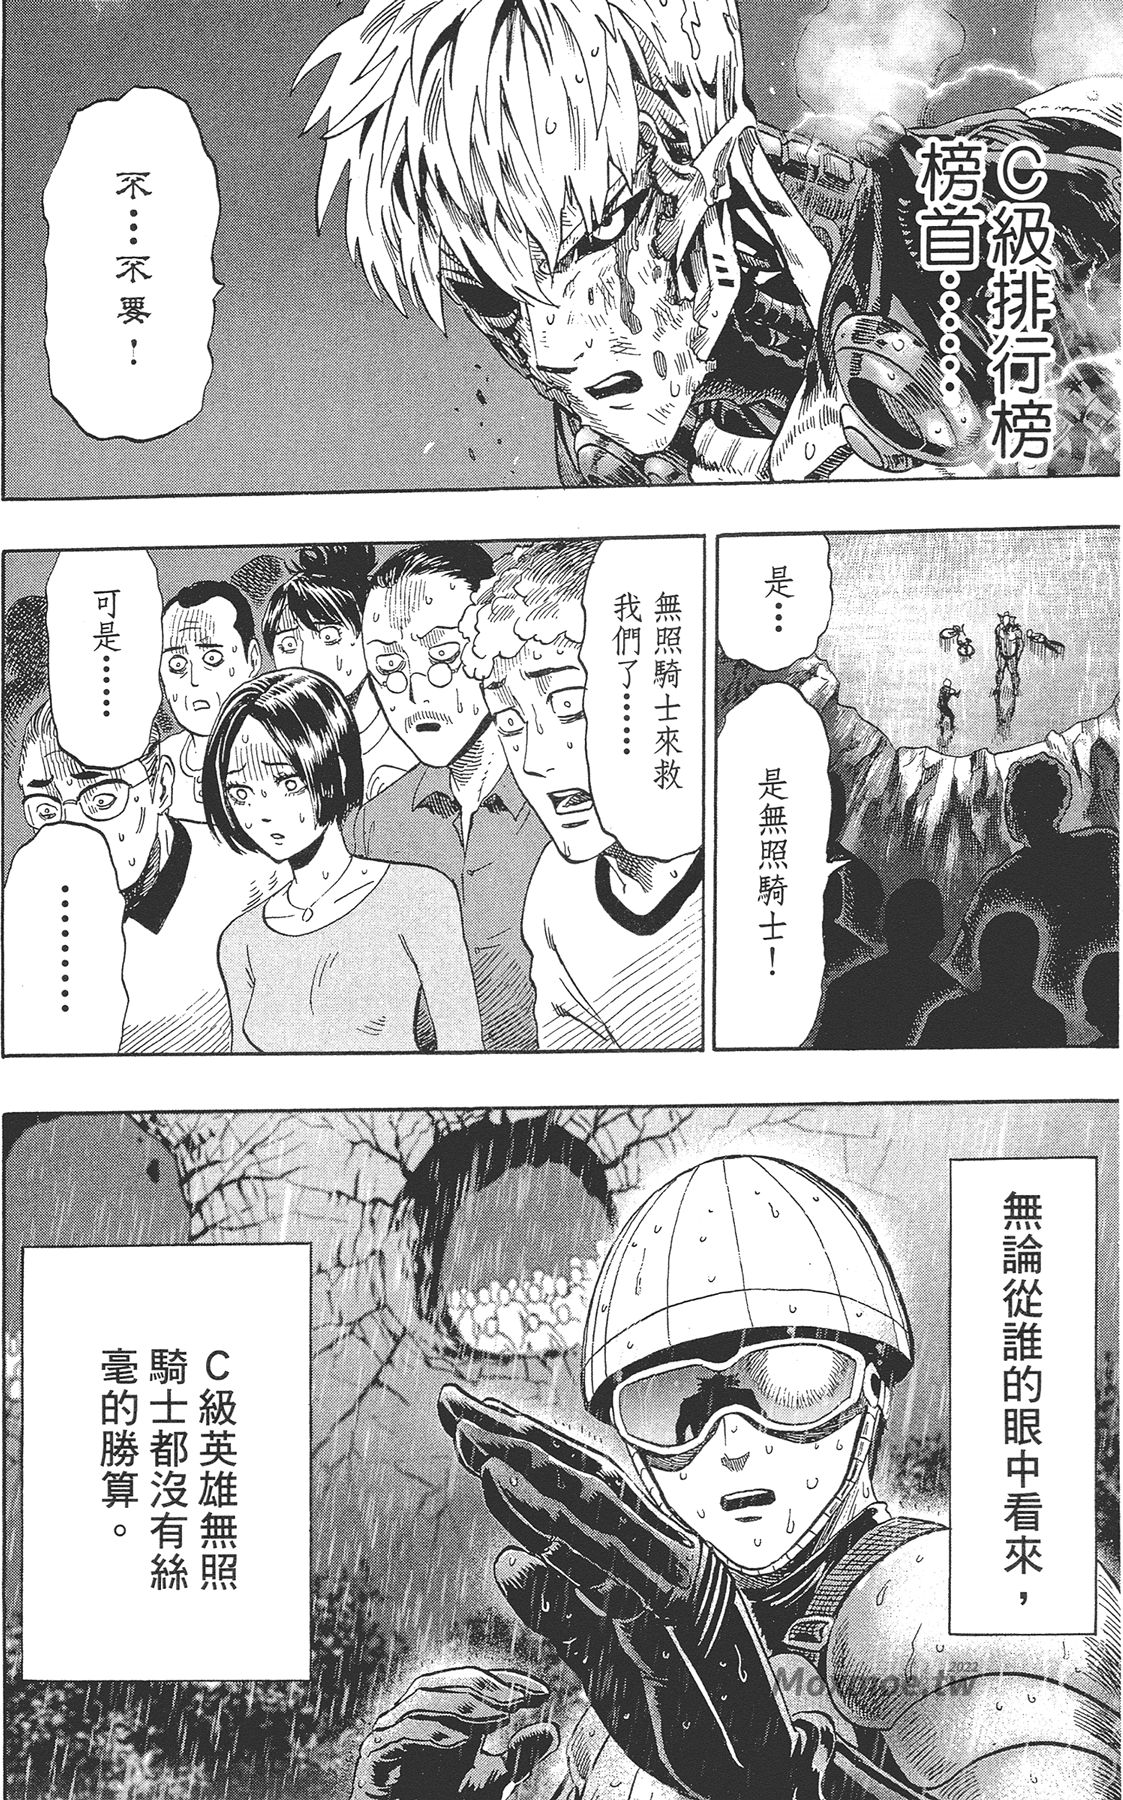 C級排行榜
榜首⋯⋯
不⋯不要！
是⋯
是無照騎士！
無照騎士來救
我們了⋯⋯
可是⋯⋯
⋯⋯⋯
無論從誰的眼中看來，
C級英雄無照
騎士都沒有絲
毫的勝算。